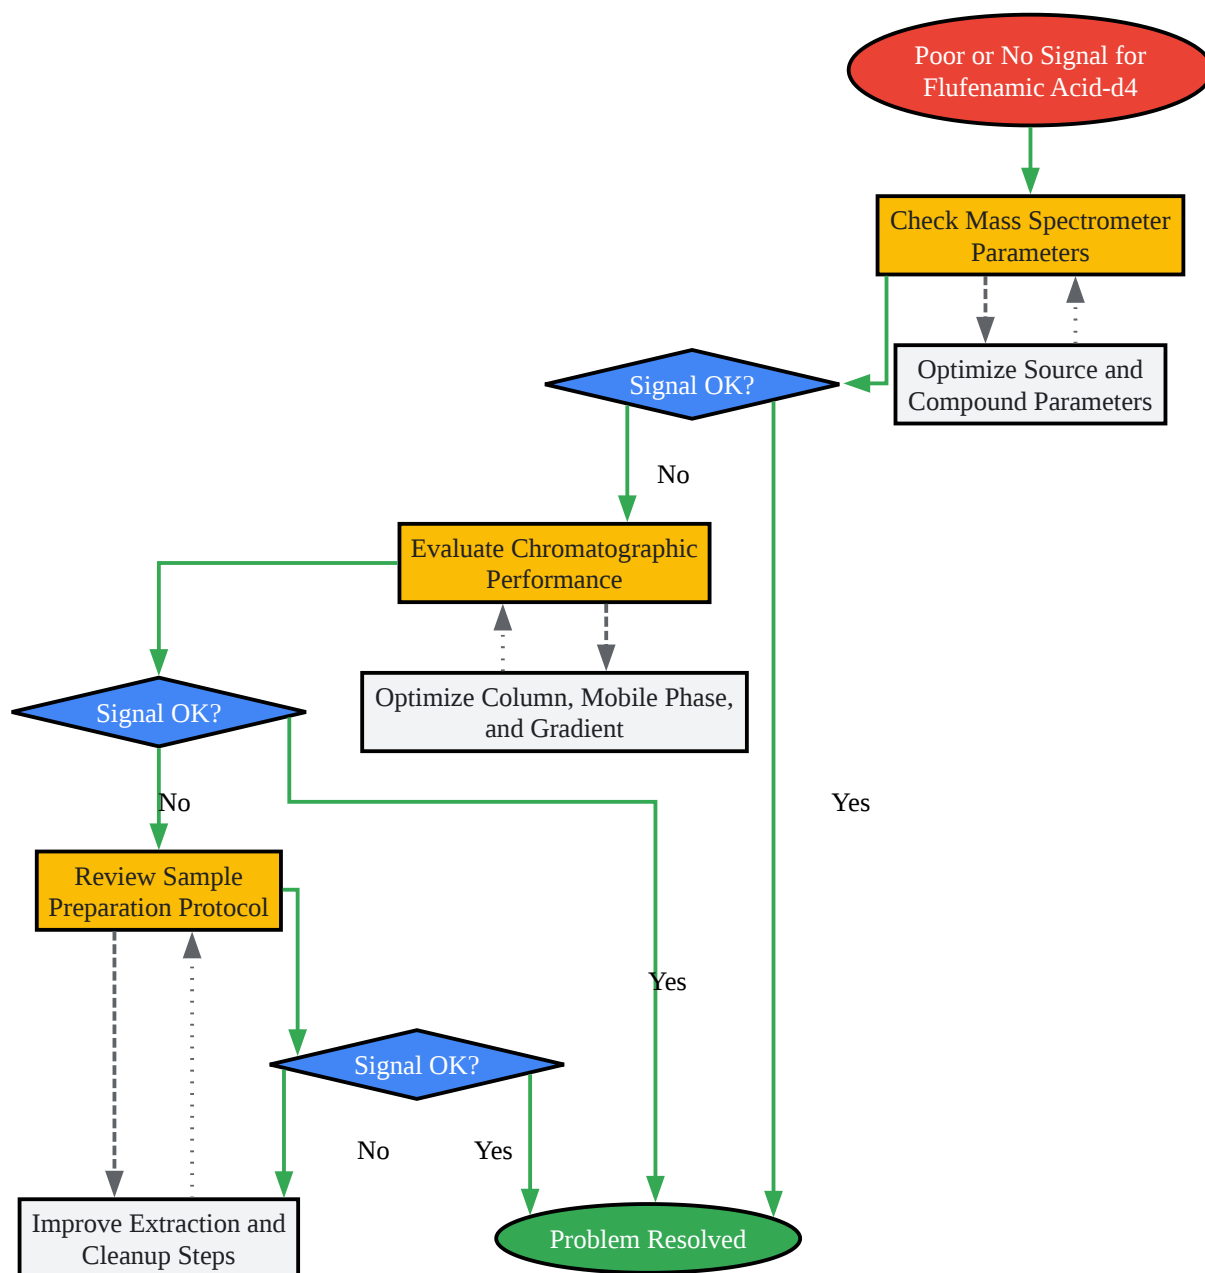 Poor or No Signal for
Flufenamic Acid-d4
Check Mass Spectrometer
Parameters
Optimize Source and
Compound Parameters
Signal OK?
No
Evaluate Chromatographic
Performance
Optimize Column, Mobile Phase,
and Gradient
Signal OK?
No
Yes
Review Sample
Preparation Protocol
Yes
Signal OK?
No
Yes
Improve Extraction and
Cleanup Steps
Problem Resolved